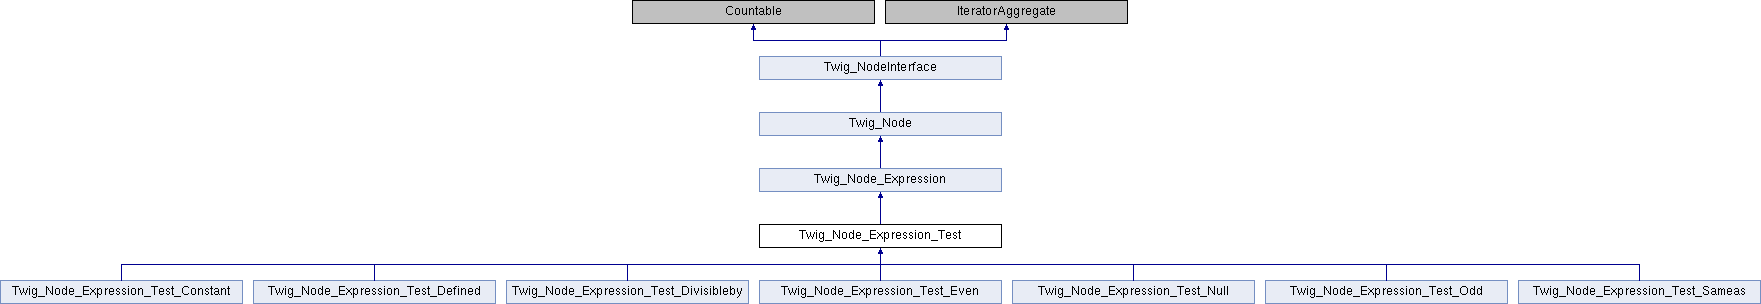 Countable
IteratorAggregate
Twig_NodeInterface
Twig_Node
Twig_Node_Expression
Twig_Node_Expression_Test
Twig_Node_Expression_Test_Constant
Twig_Node_Expression_Test_Defined
Twig_Node_Expression_Test_Divisibleby
Twig_Node_Expression_Test_Even
Twig_Node_Expression_Test_Null
Twig_Node_Expression_Test_Odd
Twig_Node_Expression_Test_Sameas